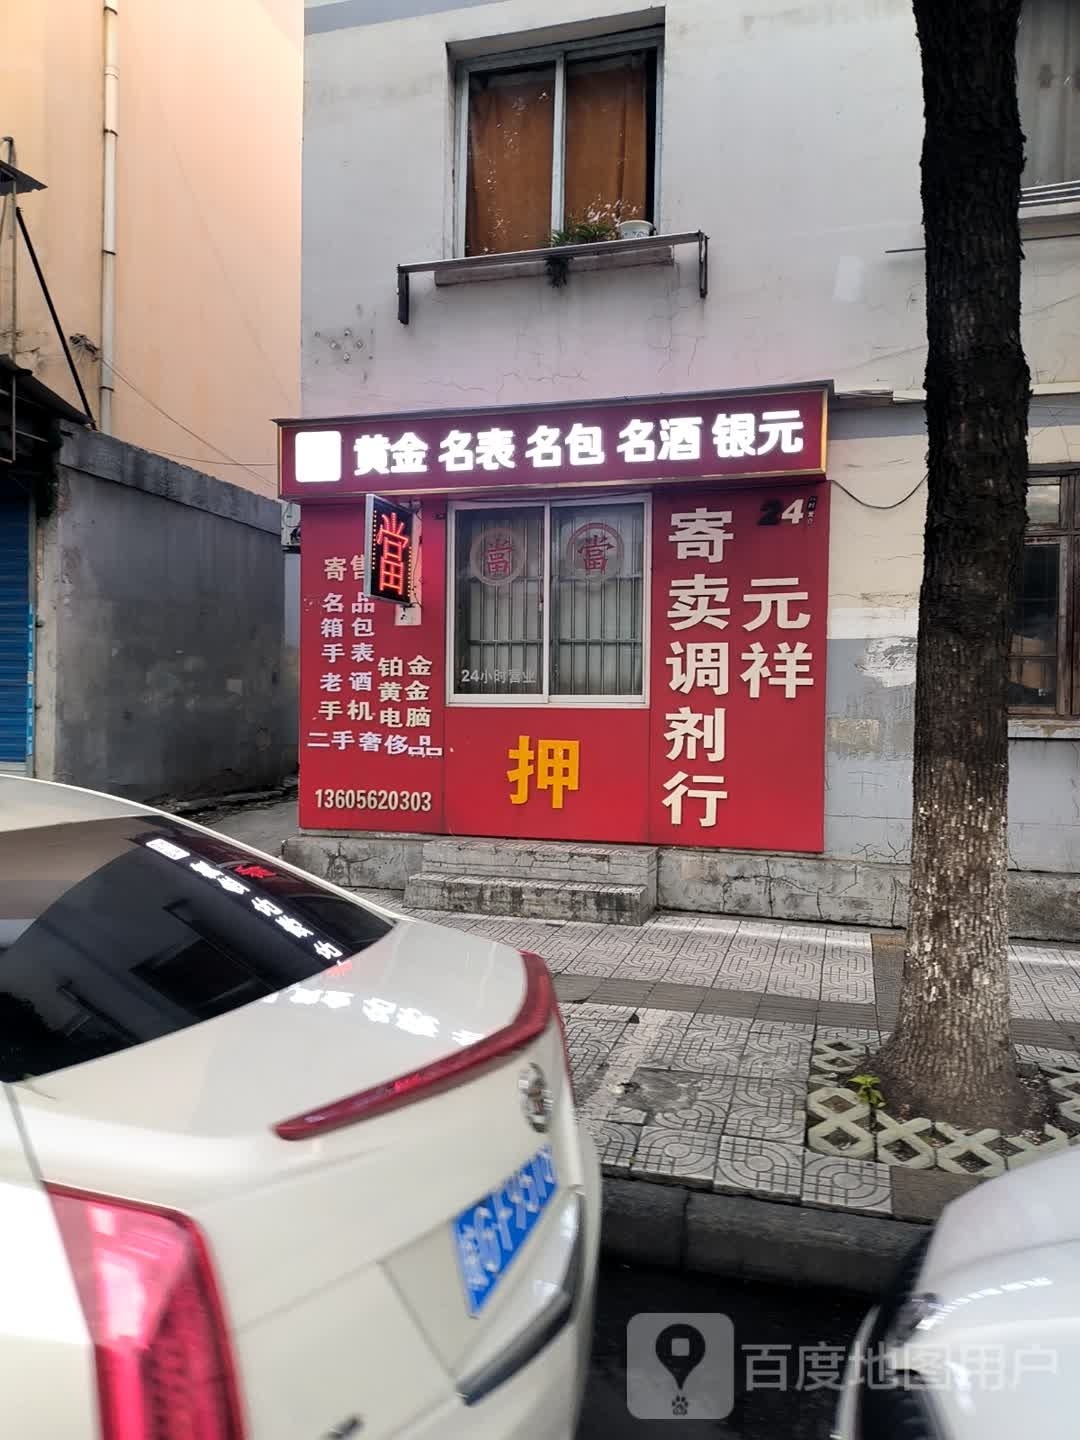 黄金 名表 名包 名酒 银元
當
當
當
24小时营业
24
寄售
名品
箱包
手表
老酒
手机
铂金
黄金
电脑
二手奢侈品
13605620303
押
元祥
寄卖调剂行
百度地图用户